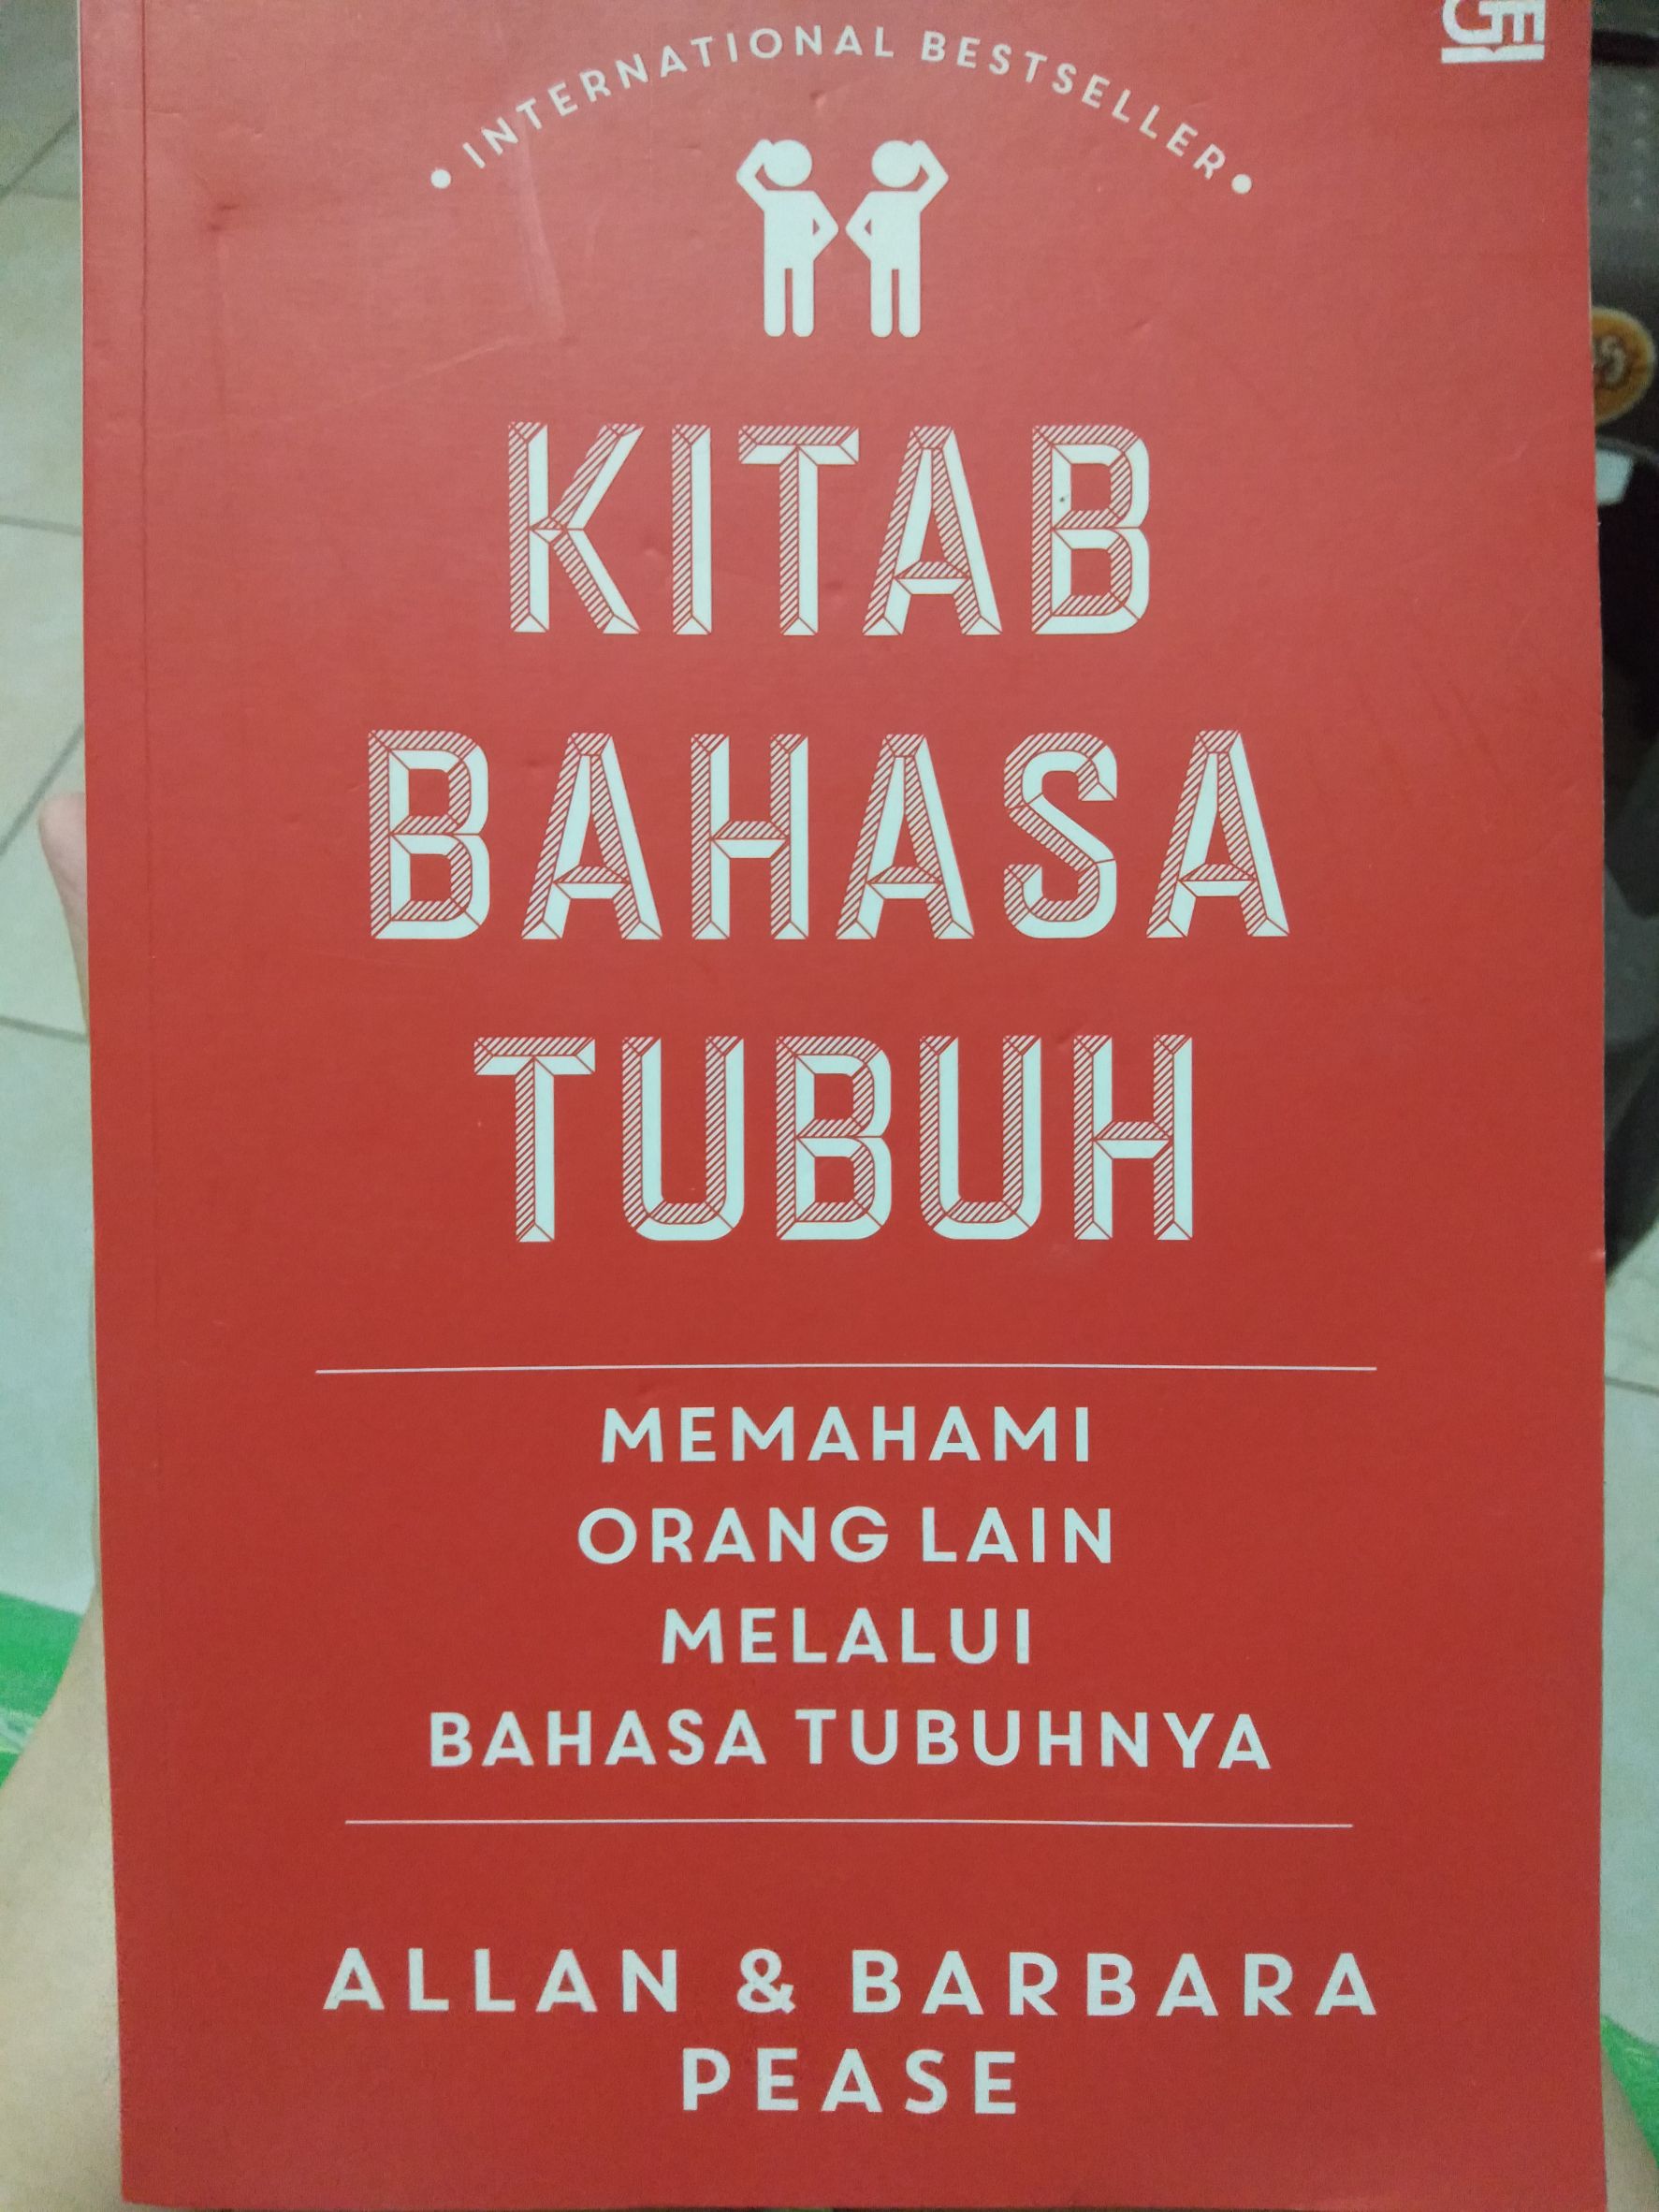 • INTERNATIONAL BESTSELLER •
KITAB
BAHASA
TUBUH
MEMAHAMI
ORANG LAIN
MELALUI
BAHASA TUBUHNYA
ALLAN & BARBARA
PEASE